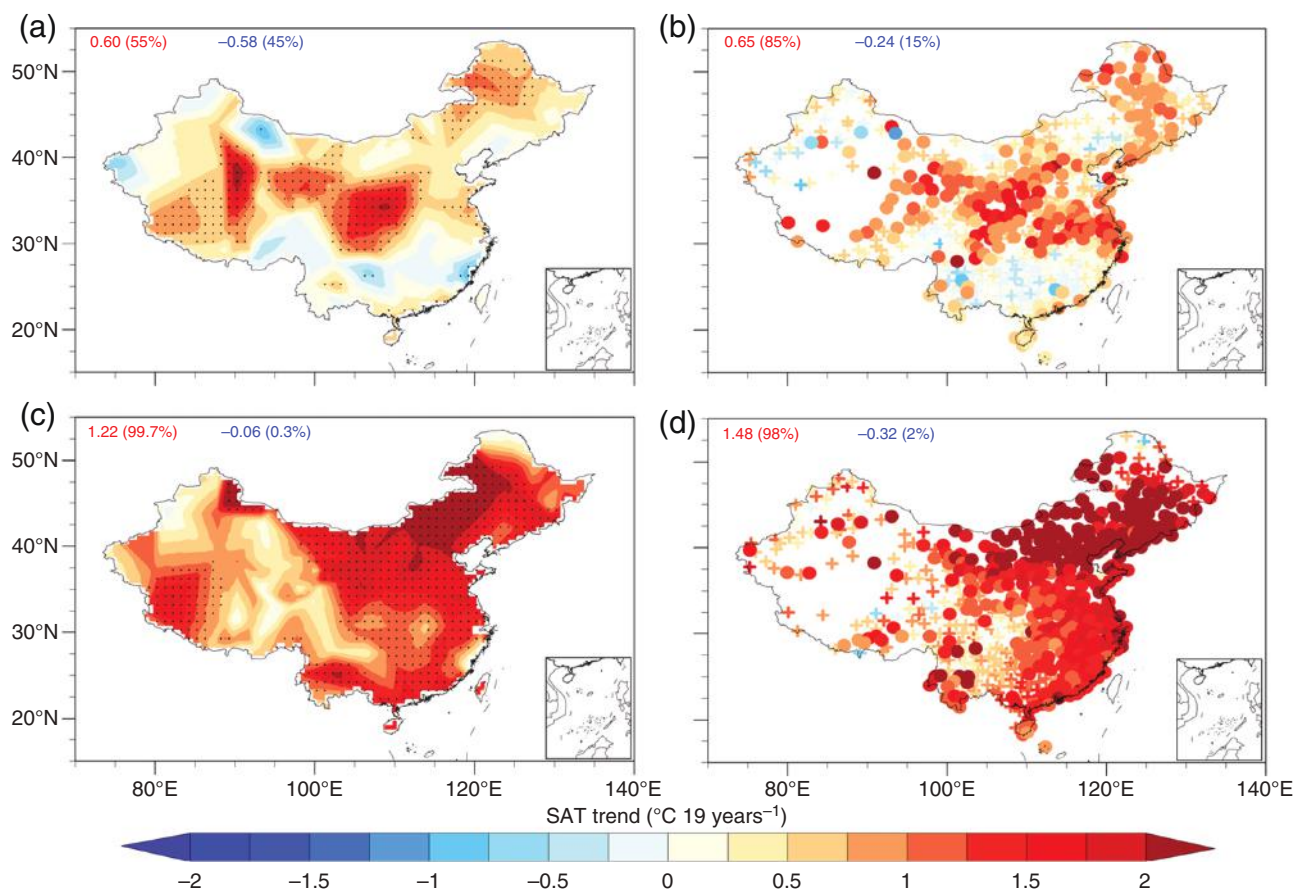 (a)
0.60 (55%) −0.58 (45%)
50°N
40°N
30°N
20°N
(b)
0.65 (85%) −0.24 (15%)
(c)
1.22 (99.7%) −0.06 (0.3%)
50°N
40°N
30°N
20°N
80°E 100°E 120°E 140°E
(d)
1.48 (98%) −0.32 (2%)
80°E 100°E 120°E 140°E
SAT trend (°C 19 years⁻¹)
−2 −1.5 −1 −0.5 0 0.5 1 1.5 2